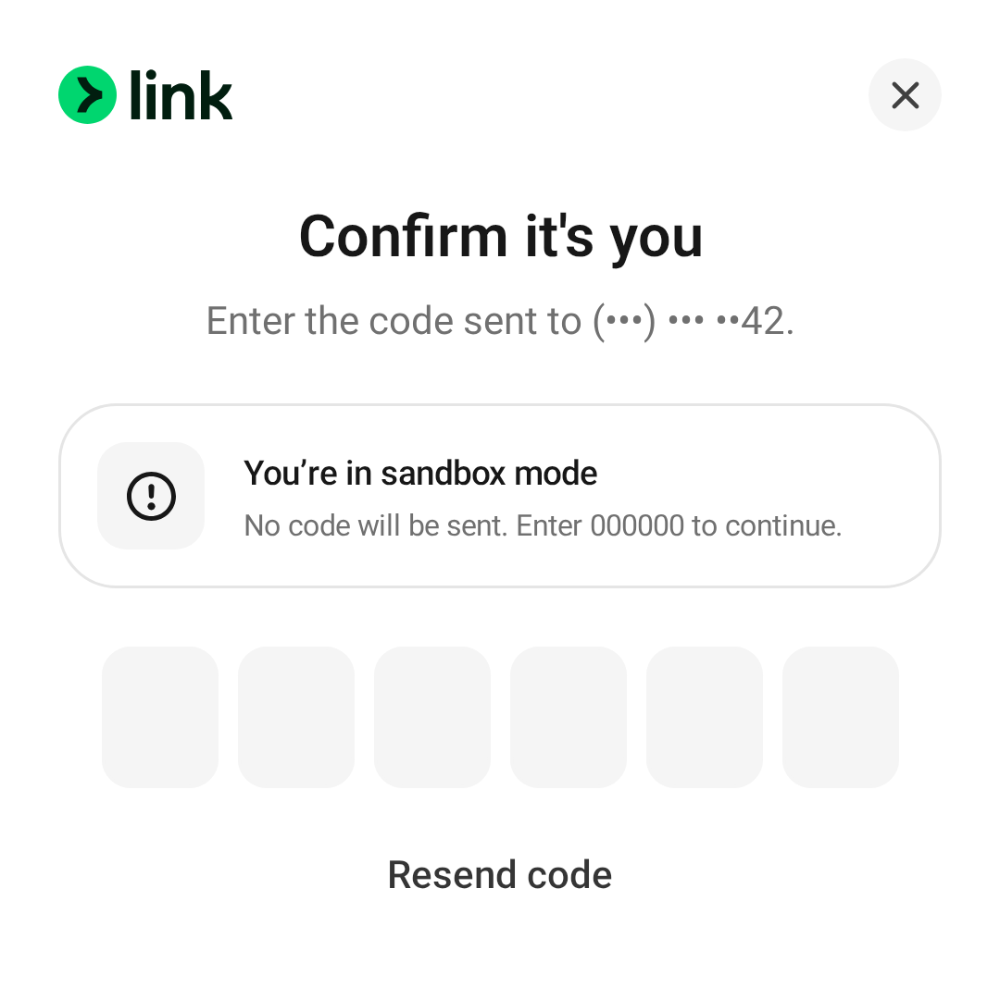 link
Confirm it's you
Enter the code sent to (•••) ••• ••42.
You’re in sandbox mode
No code will be sent. Enter 000000 to continue.
Resend code